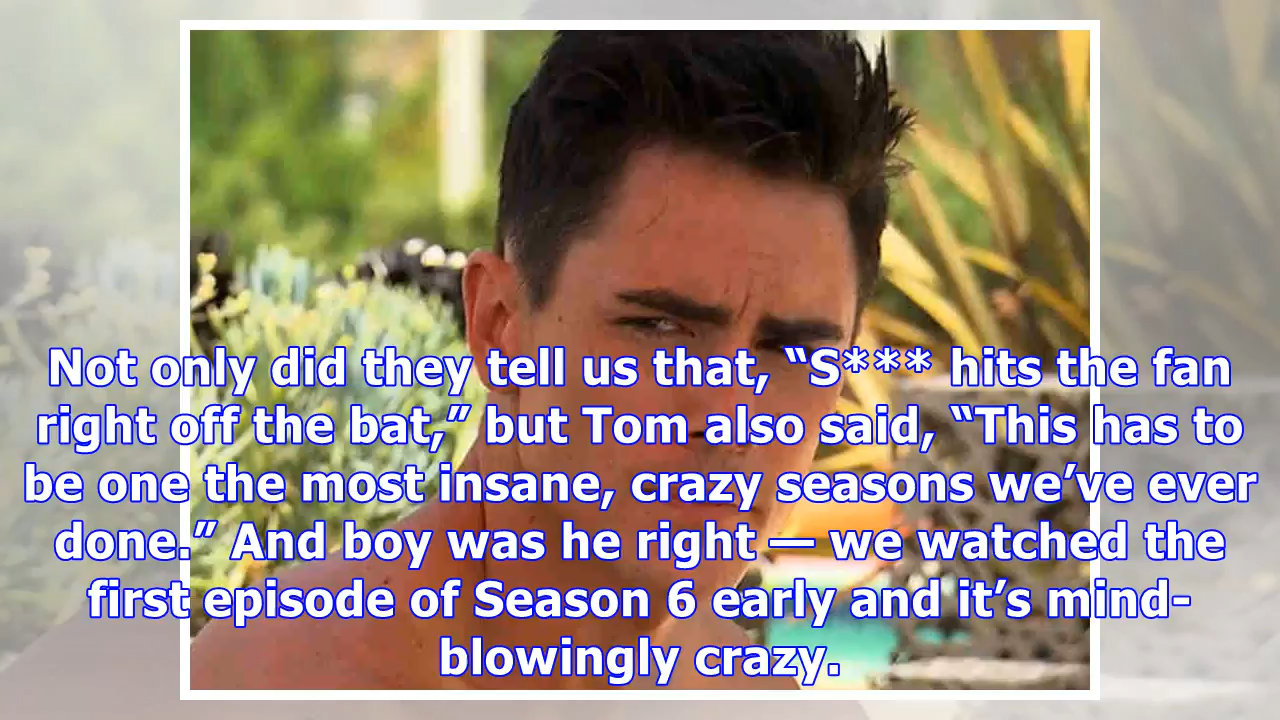 Not only did they tell us that, “S*** hits the fan
right off the bat,” but Tom also said, “This has to
be one the most insane, crazy seasons we’ve ever
done.” And boy was he right — we watched the
first episode of Season 6 early and it’s mind-
blowingly crazy.